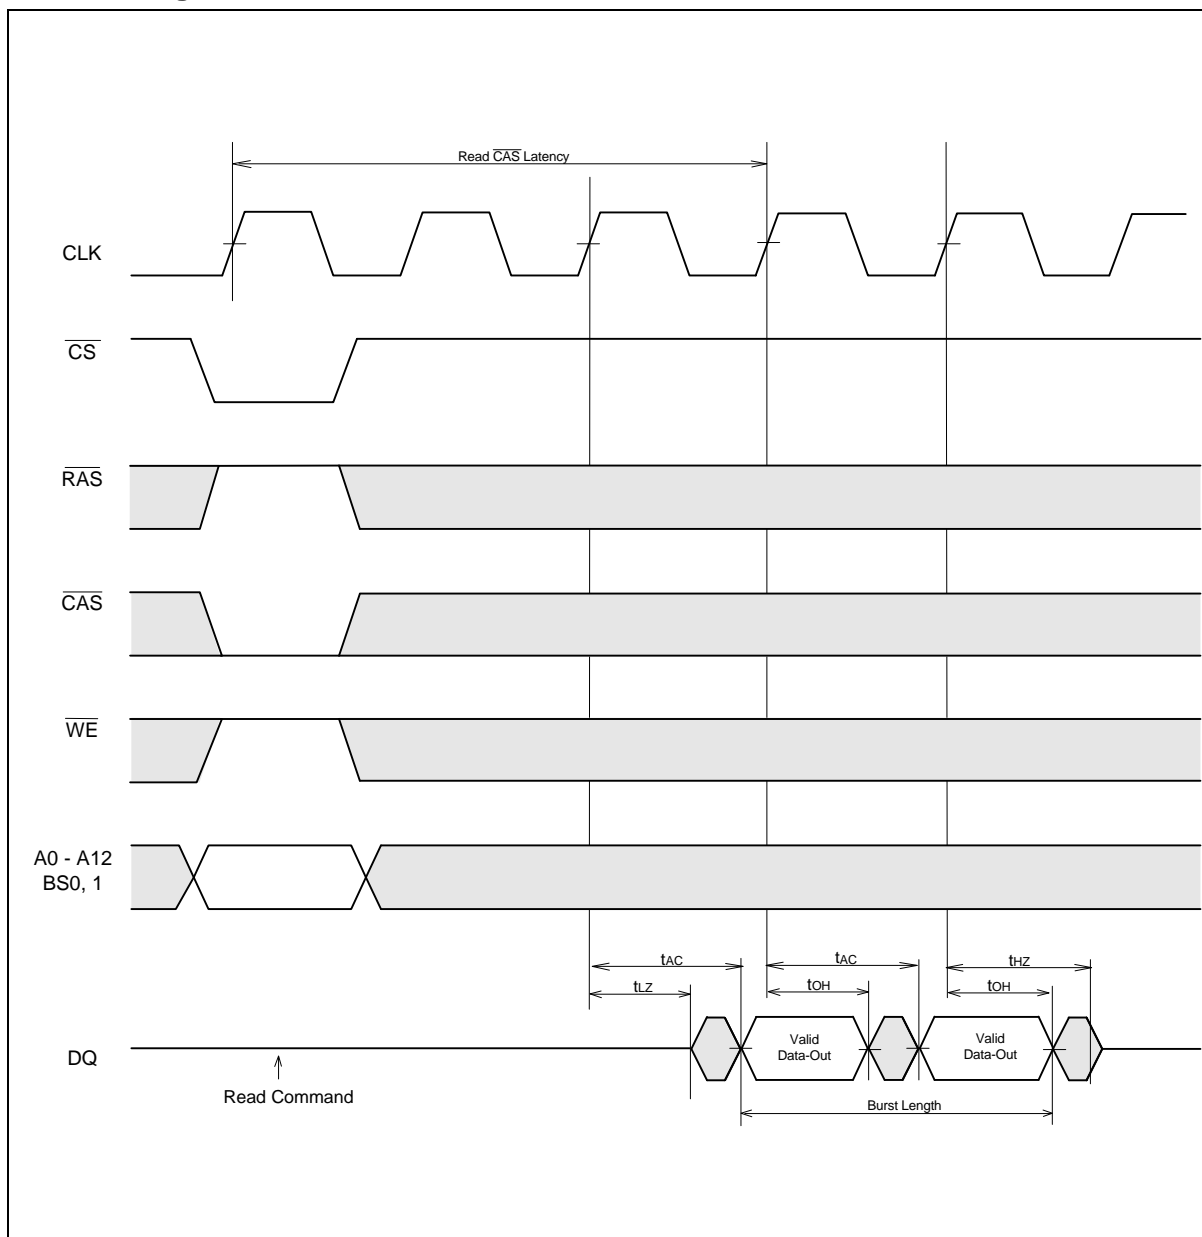 Read CAS Latency
CLK
CS
RAS
CAS
WE
A0 - A12
BS0, 1
tAC
tAC
tHZ
tLZ
tOH
tOH
DQ
Valid
Data-Out
Valid
Data-Out
Read Command
Burst Length